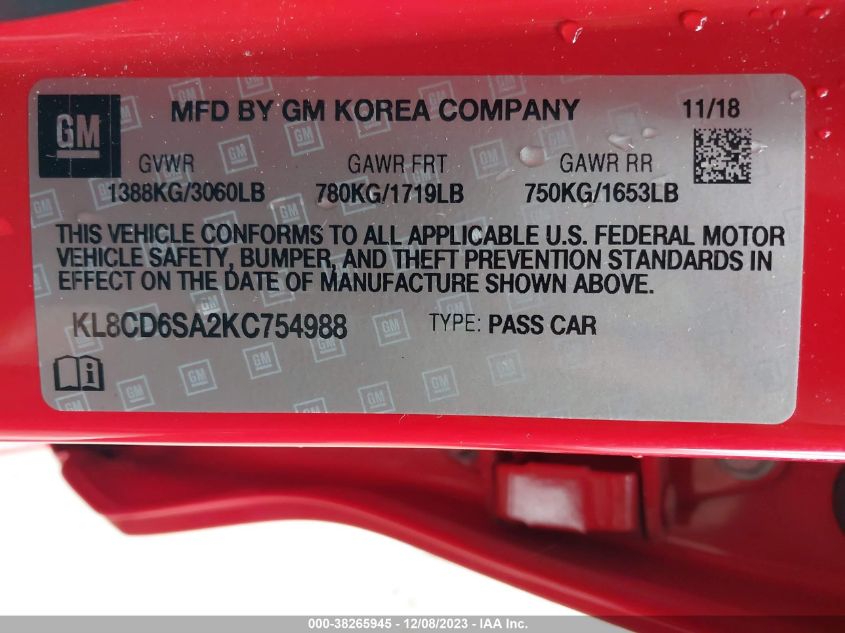 GM MFD BY GM KOREA COMPANY 11/18
GVWR GAWR FRT GAWR RR
1388KG/3060LB 780KG/1719LB 750KG/1653LB
THIS VEHICLE CONFORMS TO ALL APPLICABLE U.S. FEDERAL MOTOR
VEHICLE SAFETY, BUMPER, AND THEFT PREVENTION STANDARDS IN
EFFECT ON THE DATE OF MANUFACTURE SHOWN ABOVE.
KL8CD6SA2KC754988 TYPE: PASS CAR
000-38265945 - 12/08/2023 - IAA Inc.